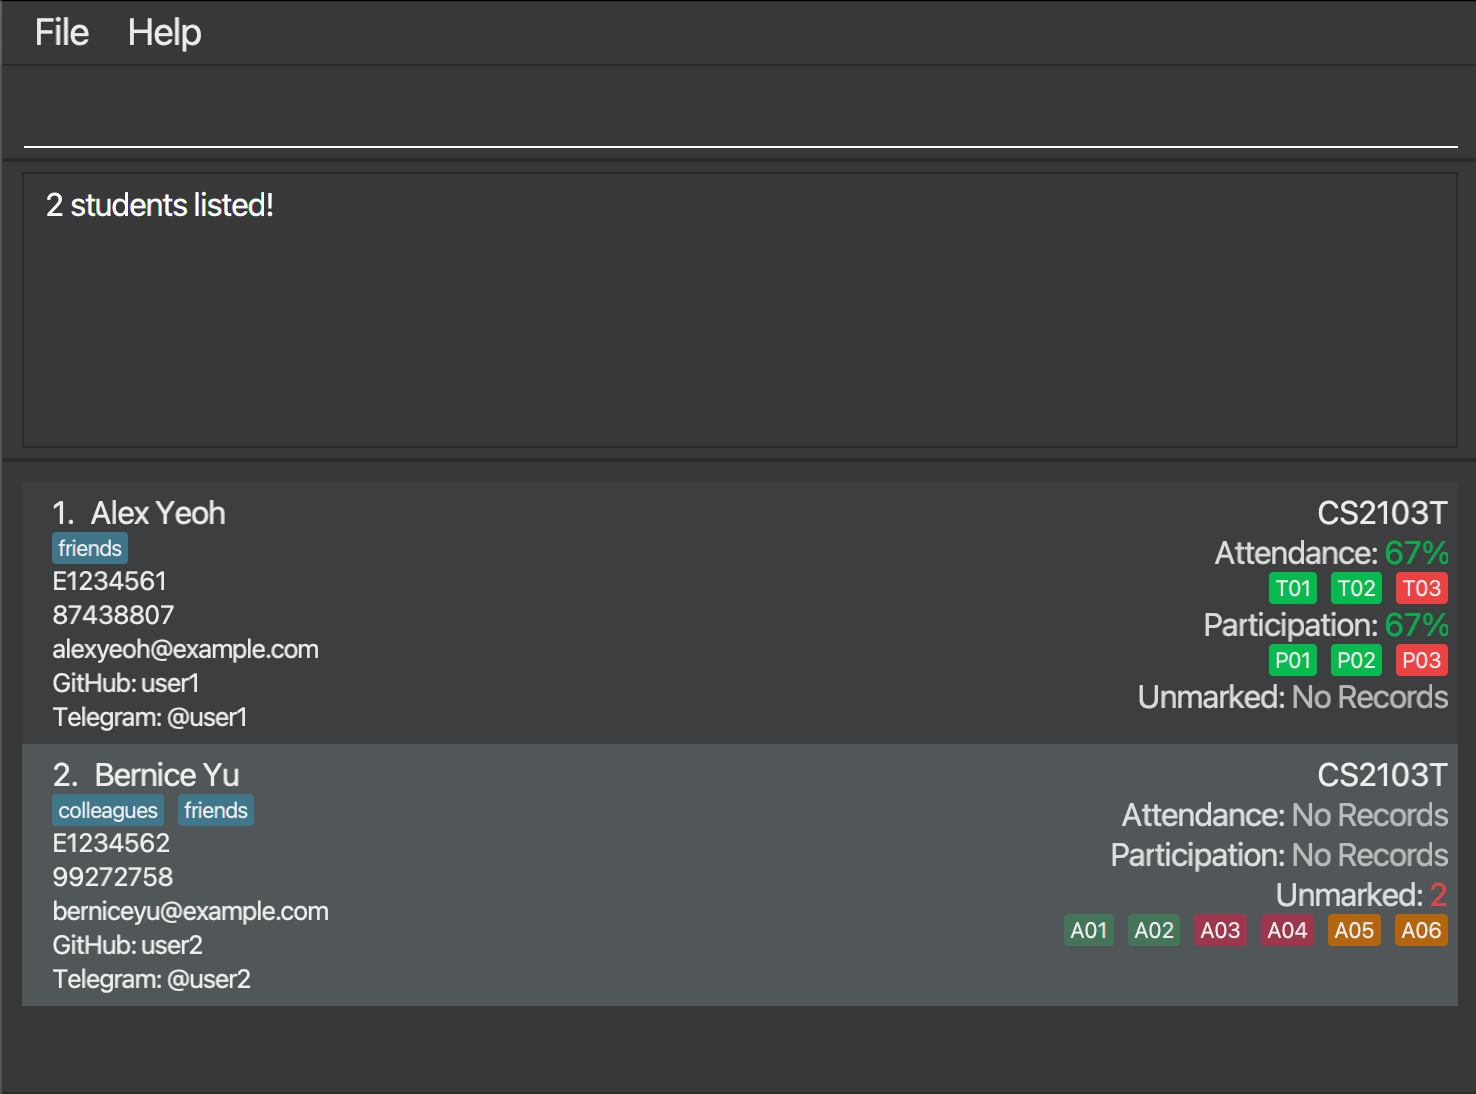 File Help
2 students listed!
1. Alex Yeoh
friends
E1234561
87438807
alexyeoh@example.com
GitHub: user1
Telegram: @user1
CS2103T
Attendance: 67%
T01 T02 T03
Participation: 67%
P01 P02 P03
Unmarked: No Records
2. Bernice Yu
colleagues friends
E1234562
99272758
berniceyu@example.com
GitHub: user2
Telegram: @user2
CS2103T
Attendance: No Records
Participation: No Records
Unmarked: 2
A01 A02 A03 A04 A05 A06